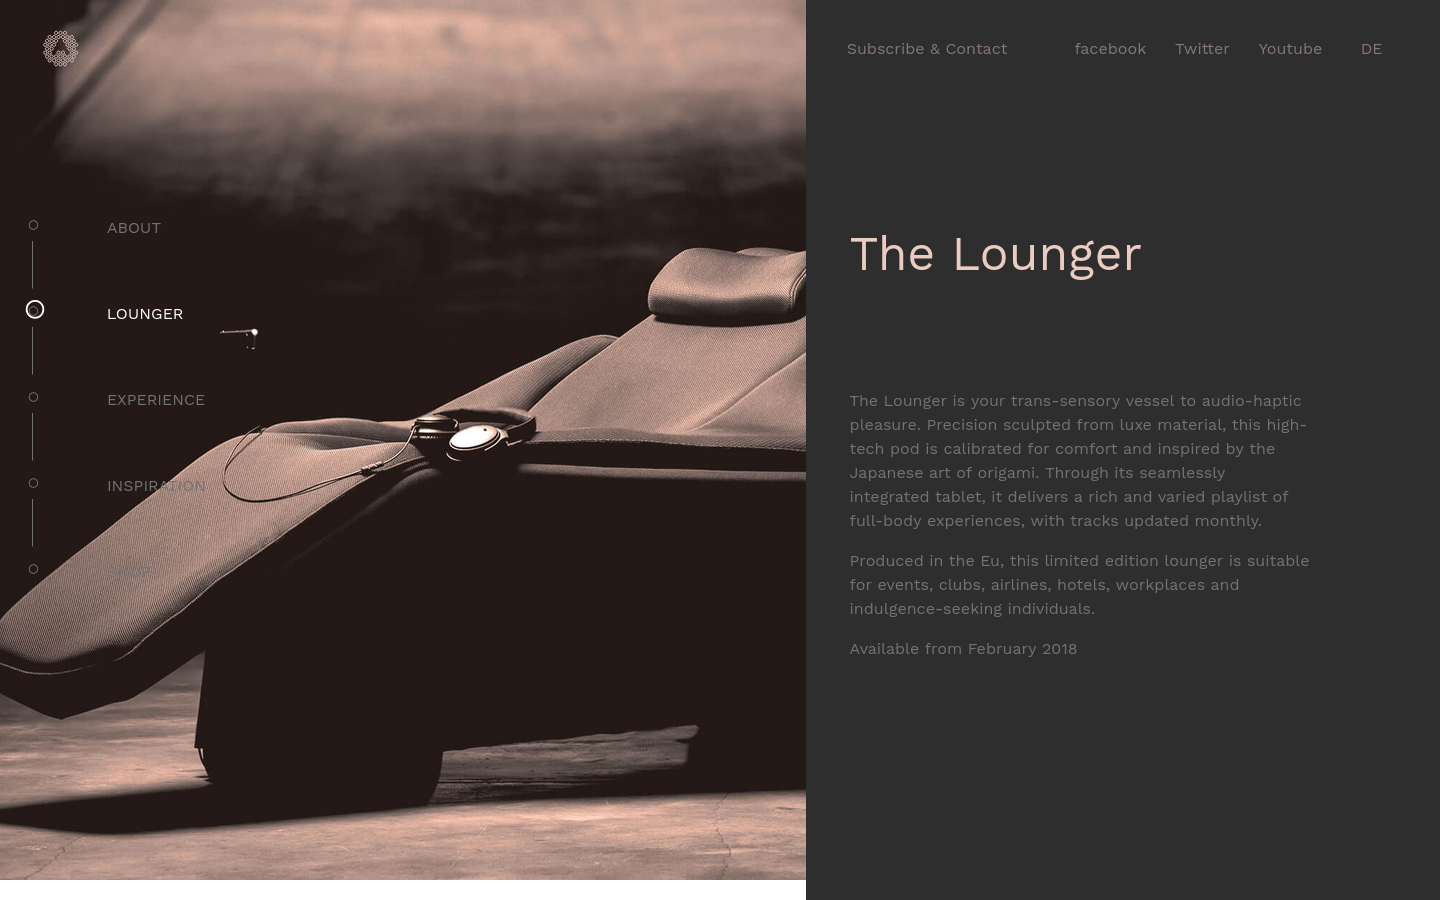 Subscribe & Contact
facebook
Twitter
Youtube
DE
ABOUT
LOUNGER
EXPERIENCE
INSPIRATION
SHOP
The Lounger
The Lounger is your trans-sensory vessel to audio-haptic
pleasure. Precision sculpted from luxe material, this high-
tech pod is calibrated for comfort and inspired by the
Japanese art of origami. Through its seamlessly
integrated tablet, it delivers a rich and varied playlist of
full-body experiences, with tracks updated monthly.
Produced in the Eu, this limited edition lounger is suitable
for events, clubs, airlines, hotels, workplaces and
indulgence-seeking individuals.
Available from February 2018